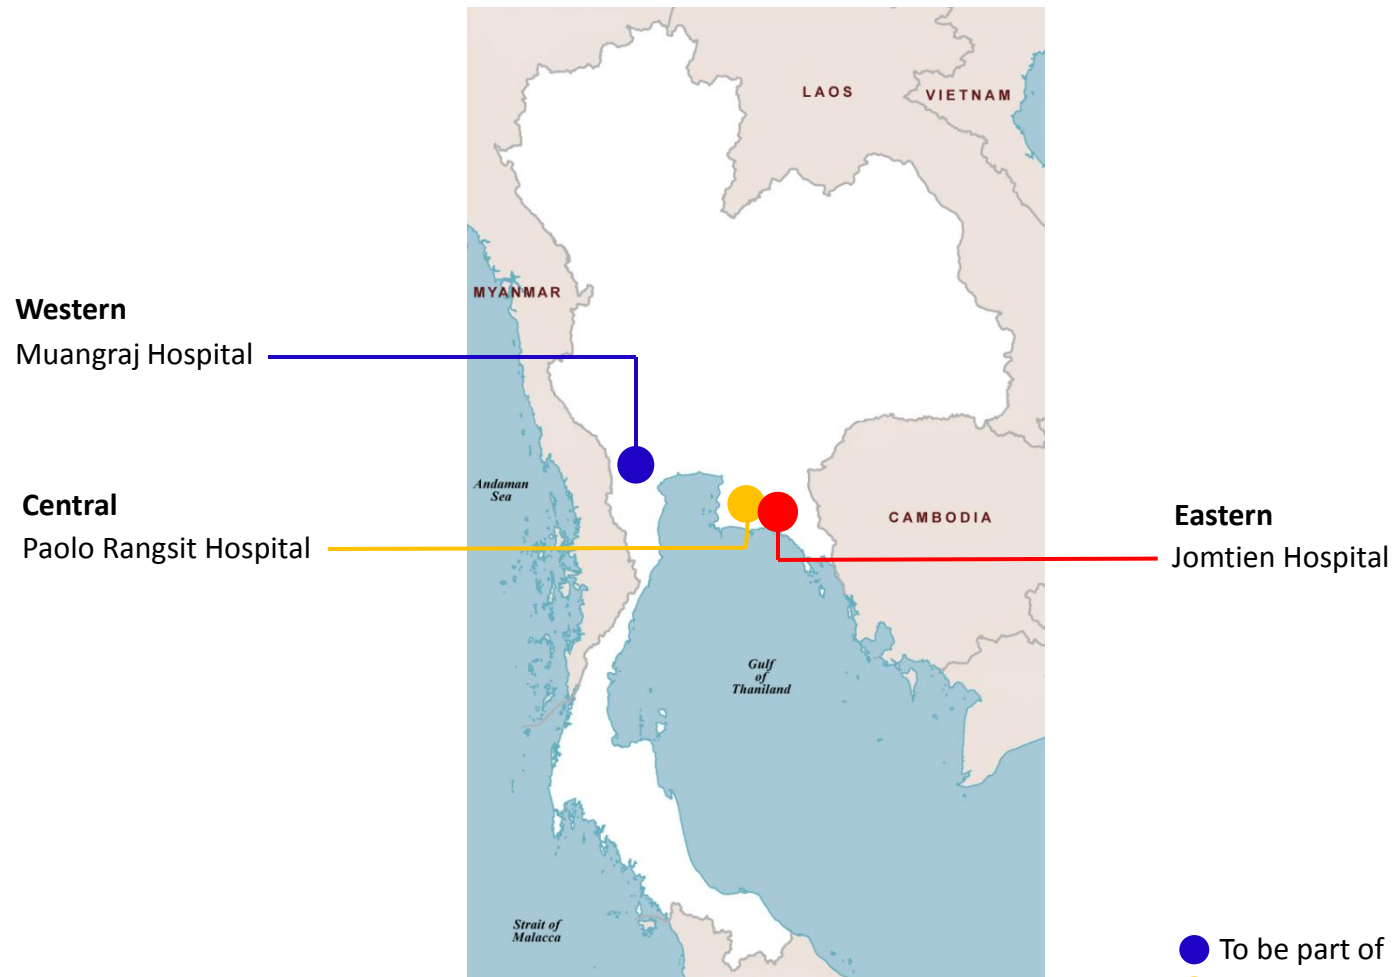 LAOS
VIETNAM
MYANMAR
Western
Muangraj Hospital
Andaman
Sea
Central
Paolo Rangsit Hospital
CAMBODIA
Eastern
Jomtien Hospital
Gulf
of
Thaniland
Strait of
Malacca
To be part of